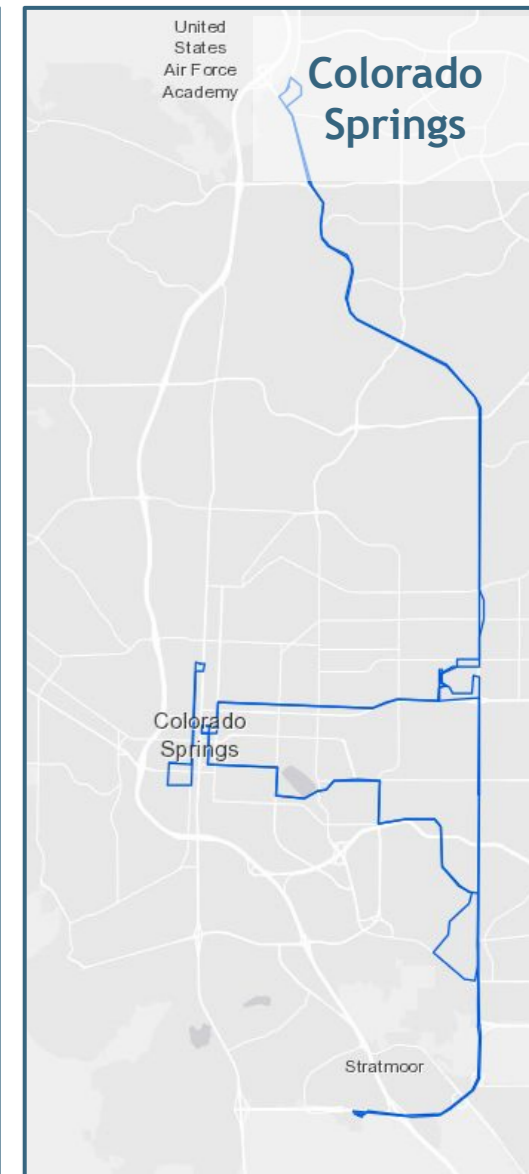 United
States
Air Force
Academy
Colorado
Springs
Colorado
Springs
Stratmoor